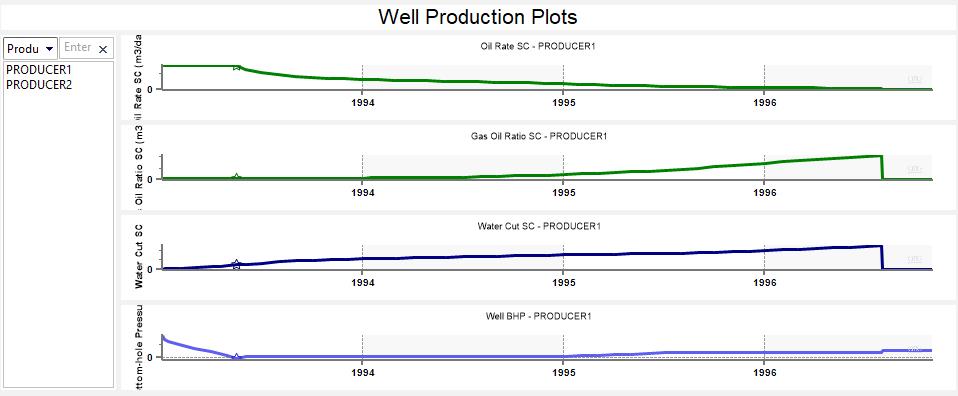 Well Production Plots
Produ
Enter
PRODUCER1
PRODUCER2
Oil Rate SC - PRODUCER1
il Rate SC (m3/da
0
1994 1995 1996
Gas Oil Ratio SC - PRODUCER1
Oil Ratio SC (m3
0
1994 1995 1996
Water Cut SC - PRODUCER1
Water Cut SC
0
1994 1995 1996
Well BHP - PRODUCER1
ttom-hole Pressu
0
1994 1995 1996